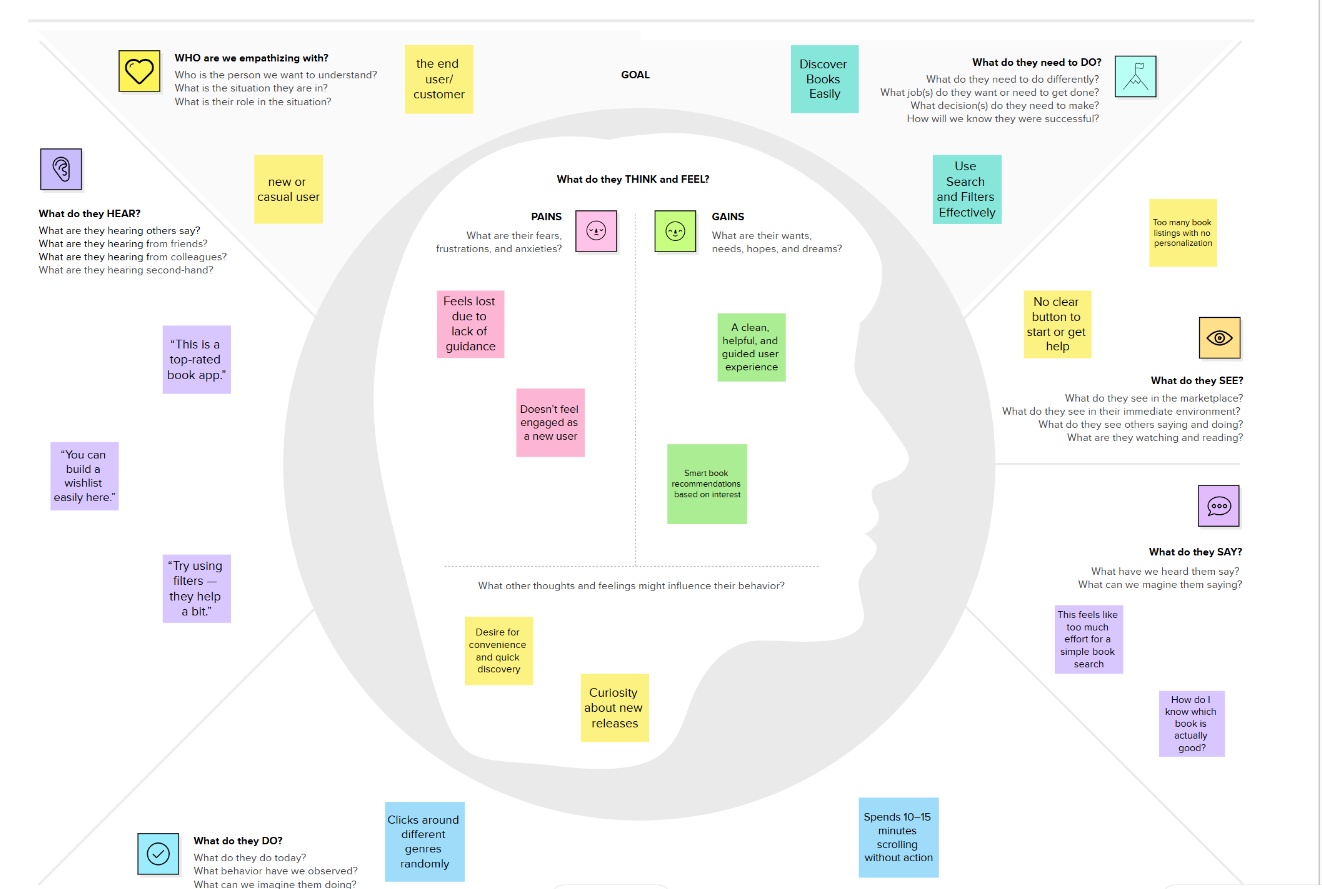 WHO are we empathizing with?
Who is the person we want to understand?
What is the situation they are in?
What is their role in the situation?
the end
user/
customer
new or
casual user
GOAL
Discover
Books
Easily
What do they need to DO?
What do they need to do differently?
What job(s) do they want or need to get done?
What decision(s) do they need to make?
How will we know they were successful?
Use
Search
and Filters
Effectively
What do they HEAR?
What are they hearing others say?
What are they hearing from friends?
What are they hearing from colleagues?
What are they hearing second-hand?
“This is a
top-rated
book app.”
“You can
build a
wishlist
easily here.”
“Try using
filters —
they help
a bit.”
What do they THINK and FEEL?
PAINS
What are their fears,
frustrations, and anxieties?
Feels lost
due to
lack of
guidance
Doesn’t feel
engaged as
a new user
GAINS
What are their wants,
needs, hopes, and dreams?
A clean,
helpful, and
guided user
experience
Smart book
recommendations
based on interest
What other thoughts and feelings might influence their behavior?
Desire for
convenience
and quick
discovery
Curiosity
about new
releases
Too many book
listings with no
personalization
No clear
button to
start or get
help
What do they SEE?
What do they see in the marketplace?
What do they see in their immediate environment?
What do they see others saying and doing?
What are they watching and reading?
What do they SAY?
What have we heard them say?
What can we magine them saying?
This feels like
too much
effort for a
simple book
search
How do I
know which
book is
actually
good?
What do they DO?
What do they do today?
What behavior have we observed?
What can we imagine them doing?
Clicks around
different
genres
randomly
Spends 10–15
minutes
scrolling
without action